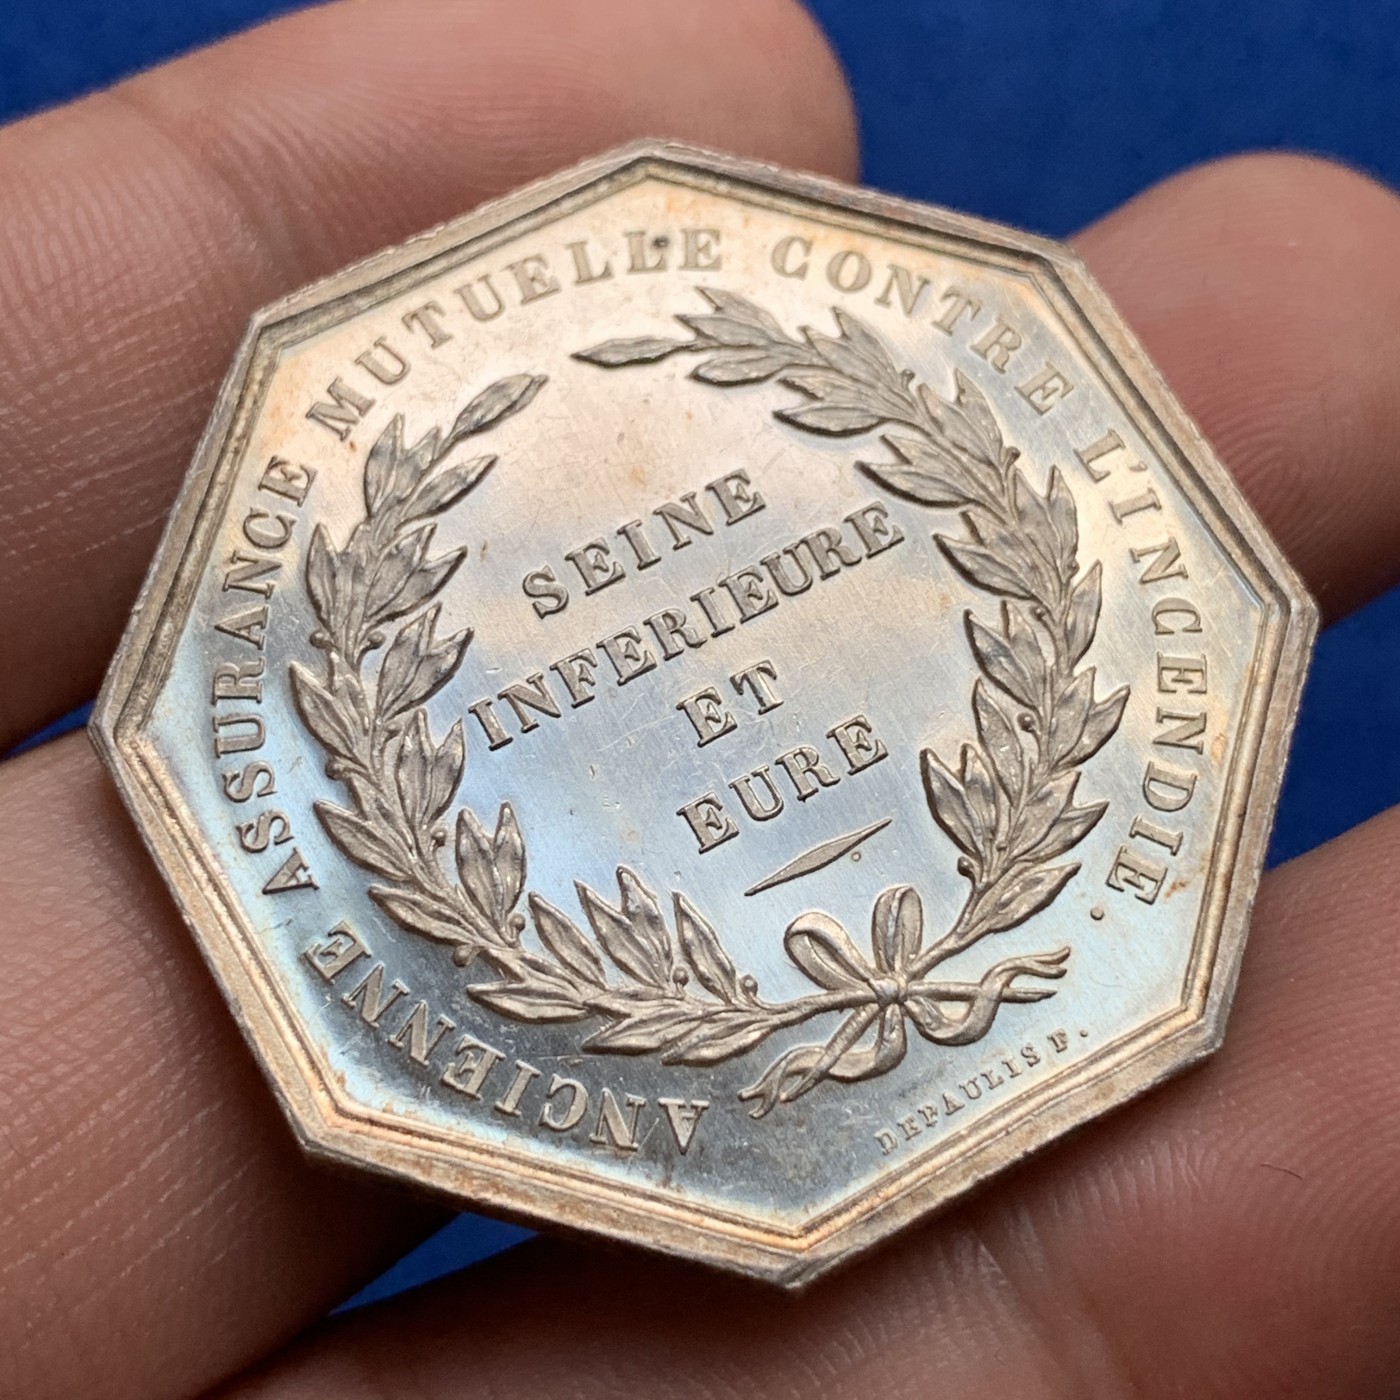 ANCIENNE ASSURANCE MUTUELLE CONTRE L'INCENDIE.
SEINE
INFERIEURE
ET
EURE
DEPAULIS F.